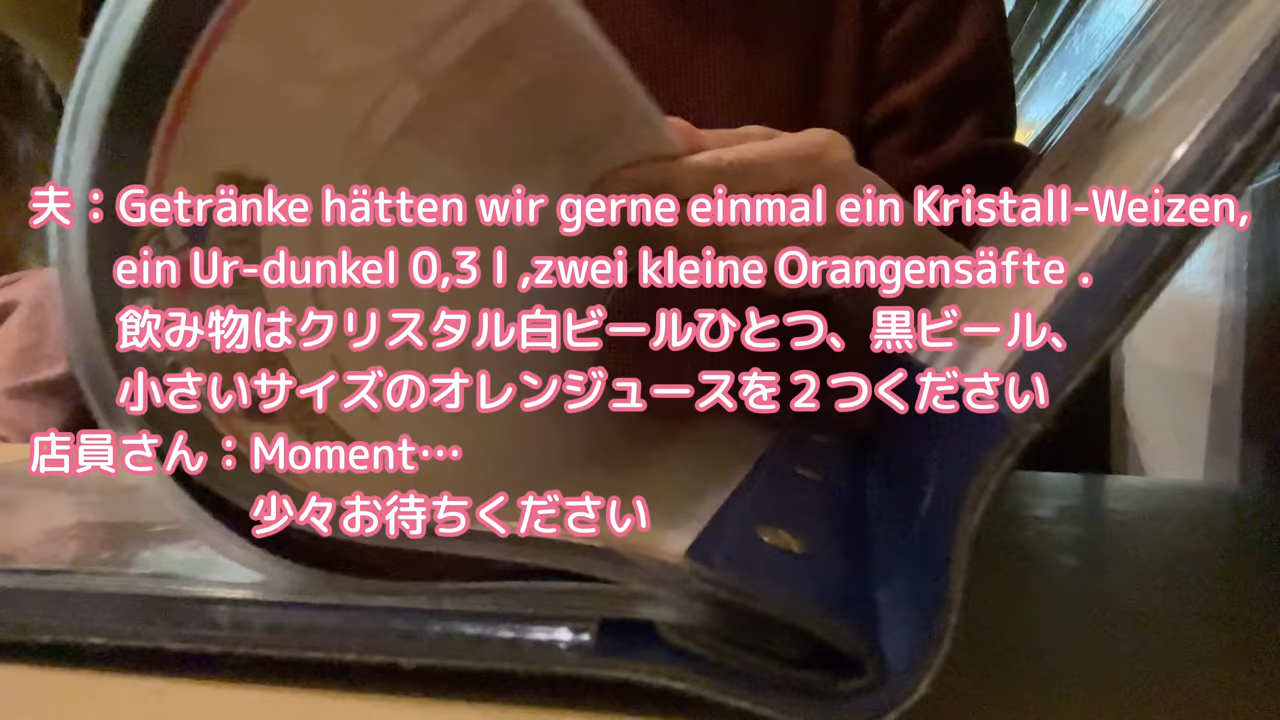 夫：Getränke hätten wir gerne einmal ein Kristall-Weizen,
ein Ur-dunkel 0,3 l ,zwei kleine Orangensäfte .
飲み物はクリスタル白ビールひとつ、黒ビール、
小さいサイズのオレンジュースを２つください
店員さん：Moment…
少々お待ちください